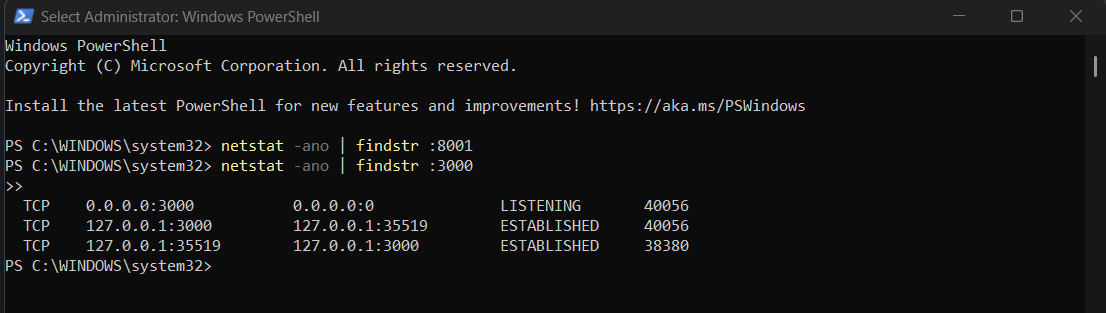 Select Administrator: Windows PowerShell
Windows PowerShell
Copyright (C) Microsoft Corporation. All rights reserved.
Install the latest PowerShell for new features and improvements! https://aka.ms/PSWindows
PS C:\WINDOWS\system32> netstat -ano | findstr :8001
PS C:\WINDOWS\system32> netstat -ano | findstr :3000
>>
  TCP    0.0.0.0:3000           0.0.0.0:0              LISTENING       40056
  TCP    127.0.0.1:3000         127.0.0.1:35519        ESTABLISHED     40056
  TCP    127.0.0.1:35519        127.0.0.1:3000         ESTABLISHED     38380
PS C:\WINDOWS\system32>